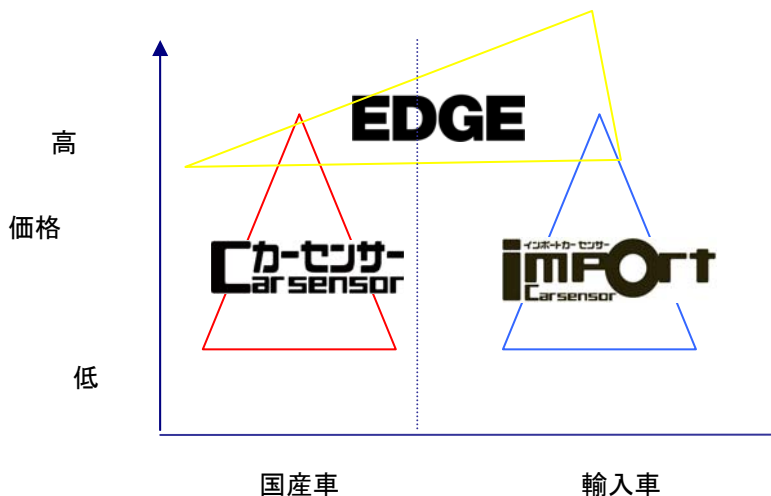 EDGE
高
価格
カーセンサー
Carsensor
インポートカーセンサー
import
Carsensor
低
国産車
輸入車